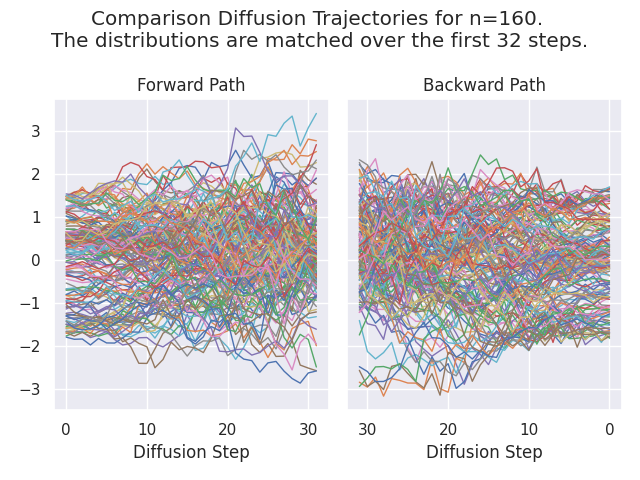 Comparison Diffusion Trajectories for n=160.
The distributions are matched over the first 32 steps.
Forward Path
Backward Path
3
2
1
0
−1
−2
−3
0 10 20 30
30 20 10 0
Diffusion Step
Diffusion Step